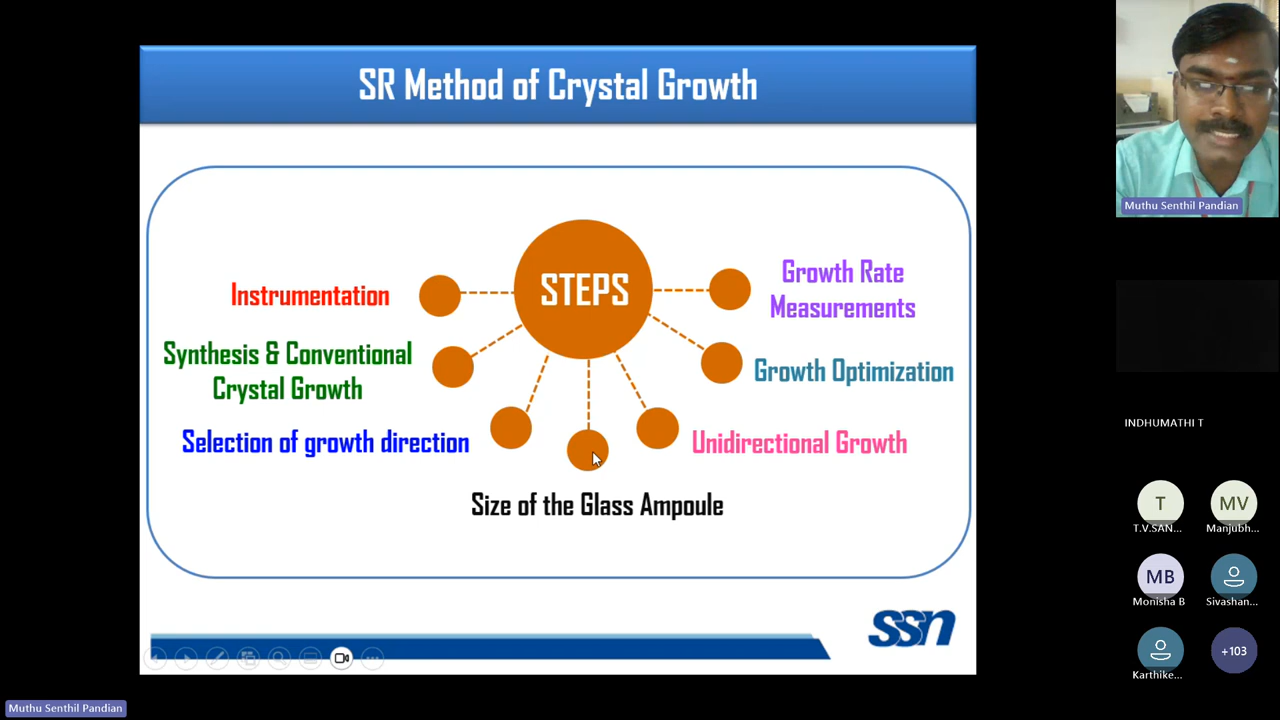 SR Method of Crystal Growth
STEPS
Instrumentation
Synthesis & Conventional
Crystal Growth
Selection of growth direction
Size of the Glass Ampoule
Unidirectional Growth
Growth Optimization
Growth Rate
Measurements
ssn
Muthu Senthil Pandian
INDHUMATHI T
T
T.V.SAN...
MV
Manjubh...
MB
Monisha B
Sivashan...
Karthike...
+103
Muthu Senthil Pandian